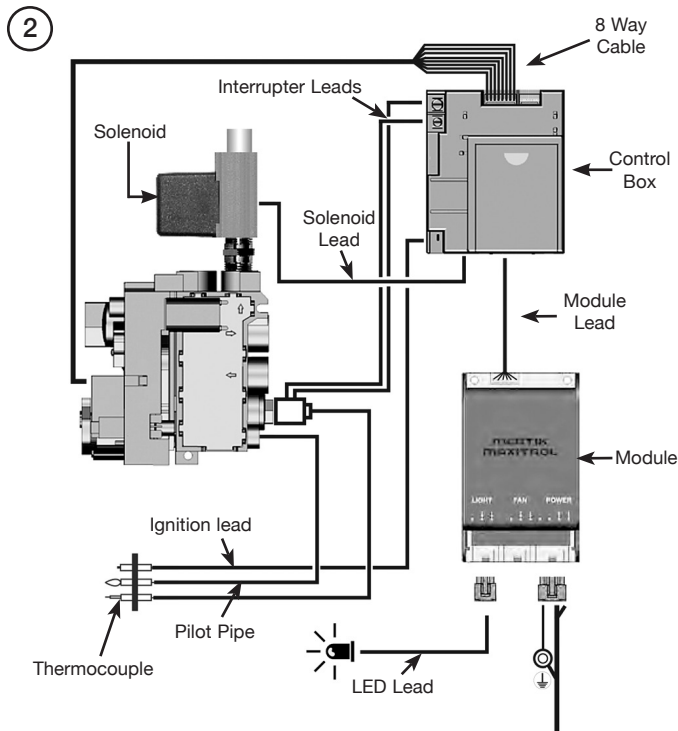 2
8 Way
Cable
Interrupter Leads
Solenoid
Control
Box
Solenoid
Lead
Module
Lead
MERTIK
MAXITROL
Module
LIGHT FAN POWER
Ignition lead
Pilot Pipe
Thermocouple
LED Lead